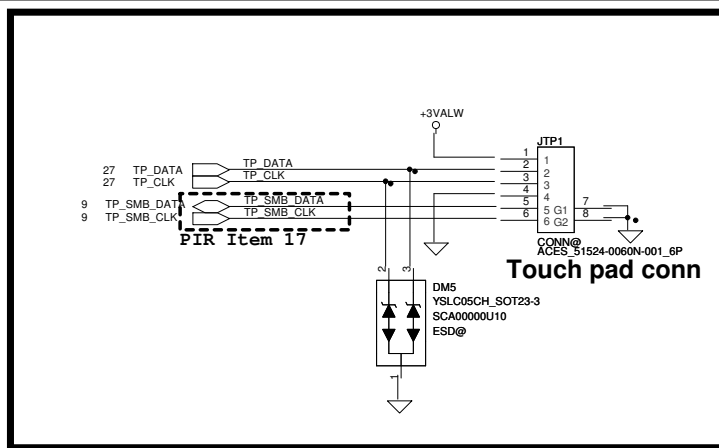 +3VALW
JTP1
27 TP_DATA TP_DATA
27 TP_CLK TP_CLK
9 TP_SMB_DATA TP_SMB_DATA
9 TP_SMB_CLK TP_SMB_CLK
PIR Item 17
1 1
2 2
3 3
4 4
5 5 G1 7
6 6 G2 8
CONN@
ACES_51524-0060N-001_6P
Touch pad conn
2 3
DM5
YSLC05CH_SOT23-3
SCA00000U10
ESD@
1